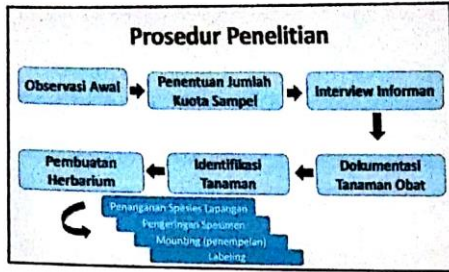 Prosedur Penelitian
Observasi Awal
Penentuan Jumlah
Kuota Sampel
Interview Informan
Dokumentasi
Tanaman Obat
Identifikasi
Tanaman
Pembuatan
Herbarium
Penanganan Spesies Lapangan
Pengeringan Spesimen
Mounting (penempelan)
Labeling